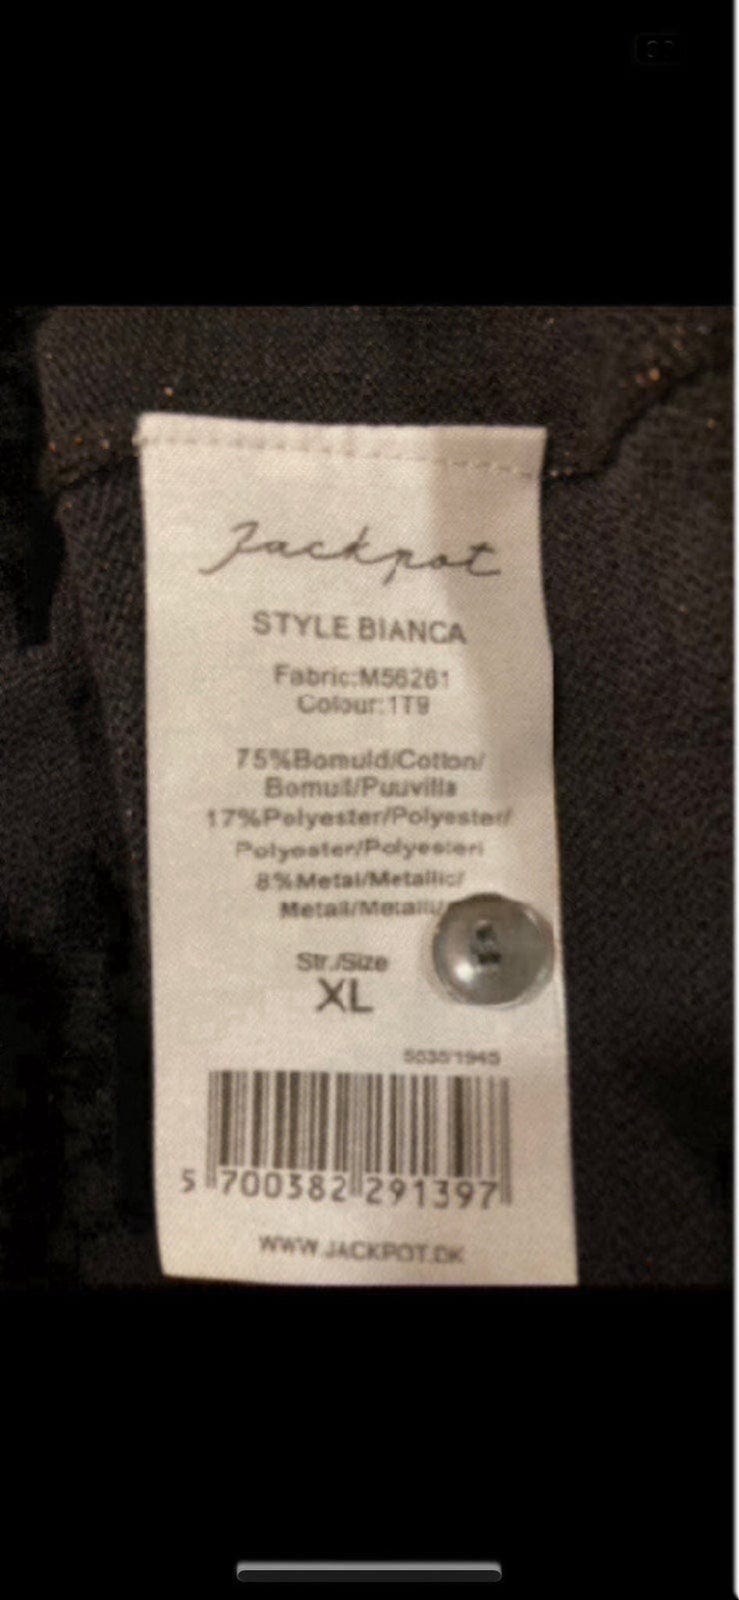 Jackpot
STYLE BIANCA
Fabric:M56261
Colour:1T9
75%Bomuld/Cotton/
Bomull/Puuvilla
17%Polyester/Polyester/
Polyester/Polyesteri
8%Metal/Metallic/
Metall/
Str./Size
XL
5 700382 291397
WWW.JACKPOT.DK